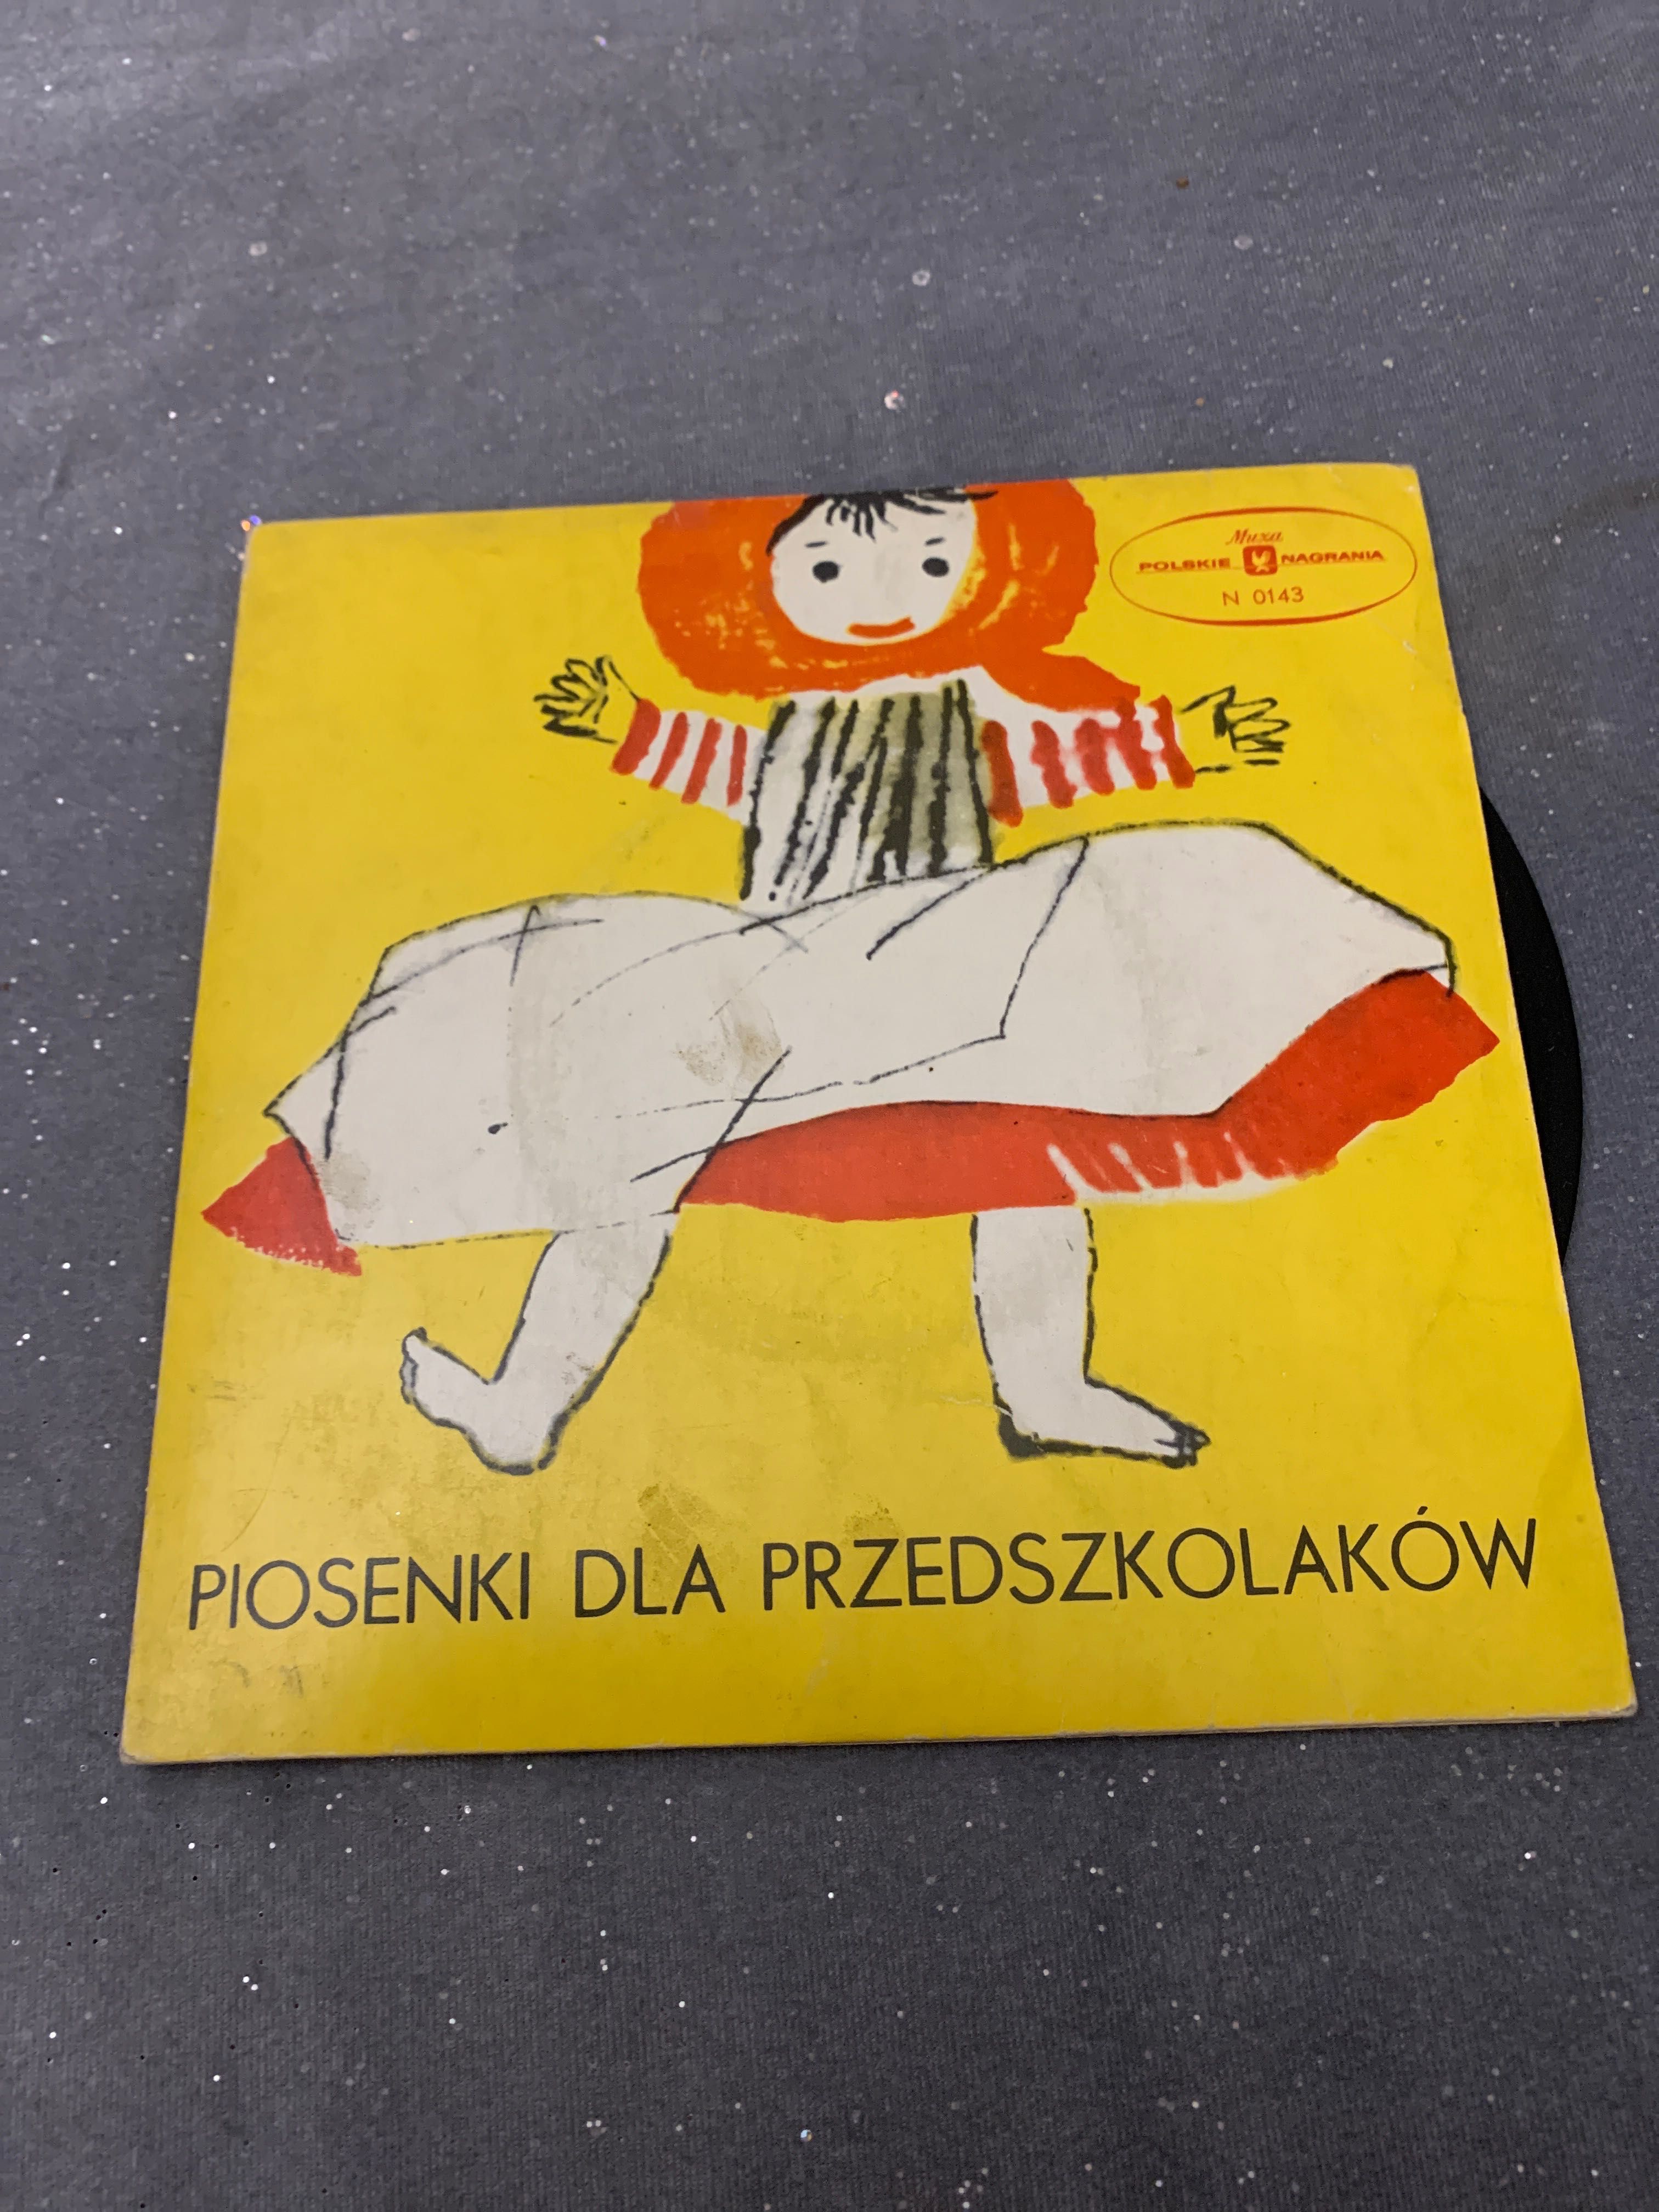 Muza
POLSKIE NAGRANIA
N 0143
PIOSENKI DLA PRZEDSZKOLAKÓW